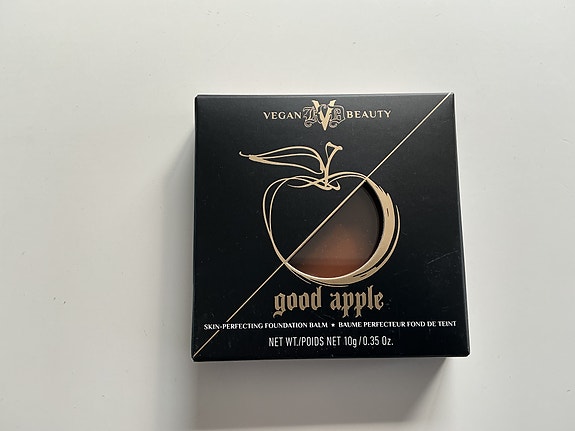 VEGAN KVD BEAUTY
good apple
SKIN-PERFECTING FOUNDATION BALM ★ BAUME PERFECTEUR FOND DE TEINT
NET WT./POIDS NET 10g/0.35 Oz.